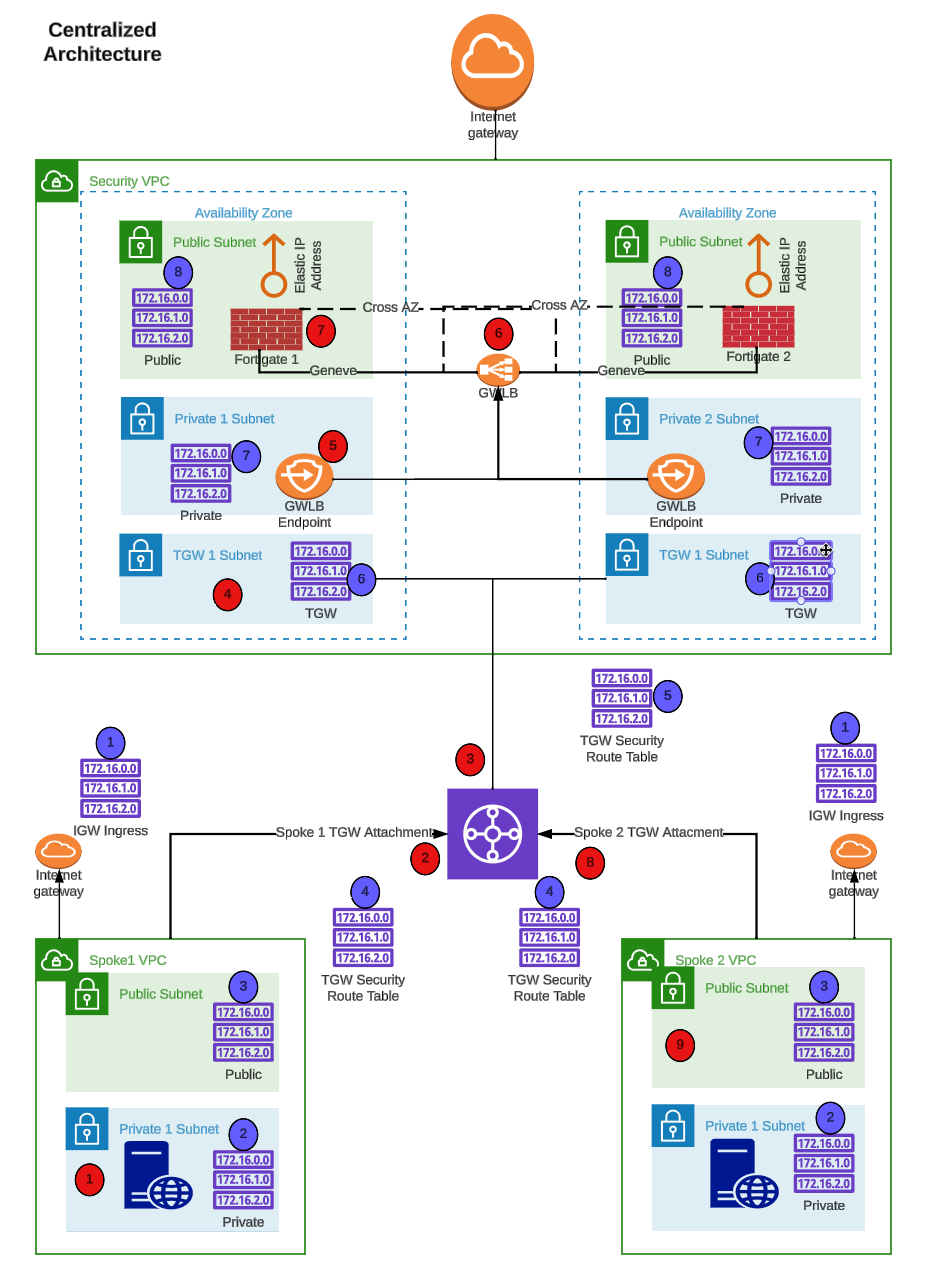 Centralized
Architecture
Internet
gateway
Security VPC
Availability Zone
Availability Zone
Public Subnet
Elastic IP
Address
Public Subnet
Elastic IP
Address
8
8
172.16.0.0
172.16.1.0
172.16.2.0
Public
172.16.0.0
172.16.1.0
172.16.2.0
Public
Cross AZ
Cross AZ
7
6
Fortigate 1
Fortigate 2
Geneve
Geneve
GWLB
Private 1 Subnet
Private 2 Subnet
5
7
7
172.16.0.0
172.16.1.0
172.16.2.0
Private
172.16.0.0
172.16.1.0
172.16.2.0
Private
GWLB
Endpoint
GWLB
Endpoint
TGW 1 Subnet
TGW 1 Subnet
172.16.0.0
172.16.1.0
172.16.2.0
TGW
172.16.0.
172.16.1.0
172.16.2.0
TGW
4
6
6
172.16.0.0
172.16.1.0
172.16.2.0
5
TGW Security
Route Table
1
172.16.0.0
172.16.1.0
172.16.2.0
IGW Ingress
1
172.16.0.0
172.16.1.0
172.16.2.0
IGW Ingress
3
Internet
gateway
Internet
gateway
Spoke 1 TGW Attachment
Spoke 2 TGW Attacment
2
8
4
172.16.0.0
172.16.1.0
172.16.2.0
TGW Security
Route Table
4
172.16.0.0
172.16.1.0
172.16.2.0
TGW Security
Route Table
Spoke1 VPC
Public Subnet
3
172.16.0.0
172.16.1.0
172.16.2.0
Public
Private 1 Subnet
2
1
172.16.0.0
172.16.1.0
172.16.2.0
Private
Spoke 2 VPC
Public Subnet
3
9
172.16.0.0
172.16.1.0
172.16.2.0
Public
Private 1 Subnet
2
172.16.0.0
172.16.1.0
172.16.2.0
Private